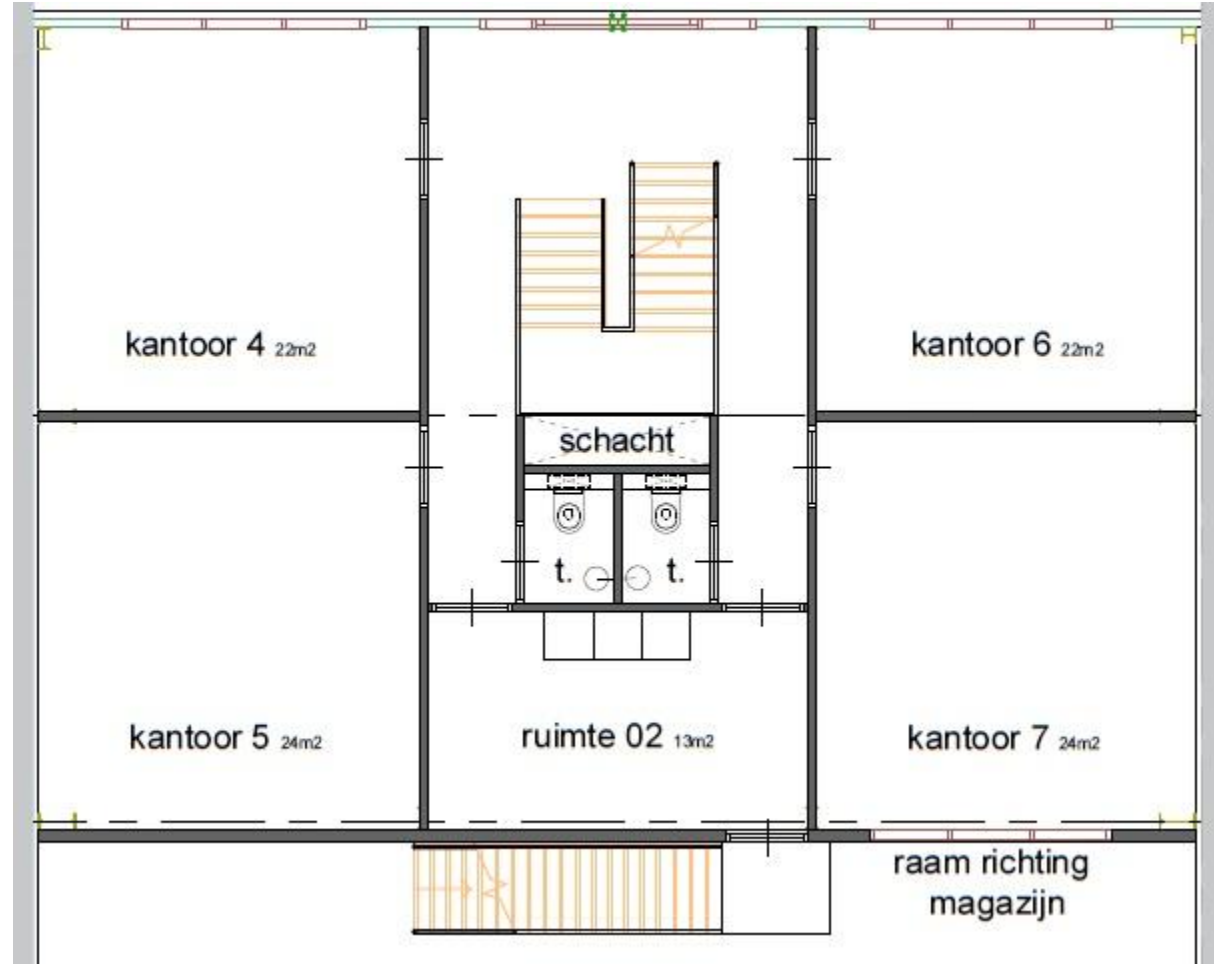 kantoor 4 22m2
kantoor 6 22m2
schacht
t.
t.
kantoor 5 24m2
ruimte 02 13m2
kantoor 7 24m2
raam richting
magazijn